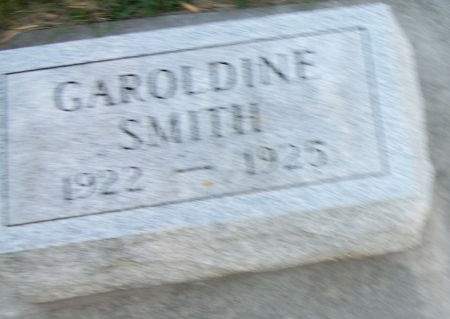 GAROLDINE
SMITH
1922 — 1925